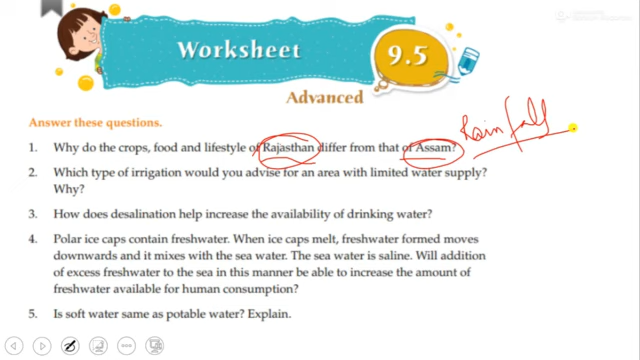 Worksheet 9.5
Advanced
Answer these questions.
1. Why do the crops, food and lifestyle of Rajasthan differ from that of Assam? Rainfall
2. Which type of irrigation would you advise for an area with limited water supply?
Why?
3. How does desalination help increase the availability of drinking water?
4. Polar ice caps contain freshwater. When ice caps melt, freshwater formed moves
downwards and it mixes with the sea water. The sea water is saline. Will addition
of excess freshwater to the sea in this manner be able to increase the amount of
freshwater available for human consumption?
5. Is soft water same as potable water? Explain.